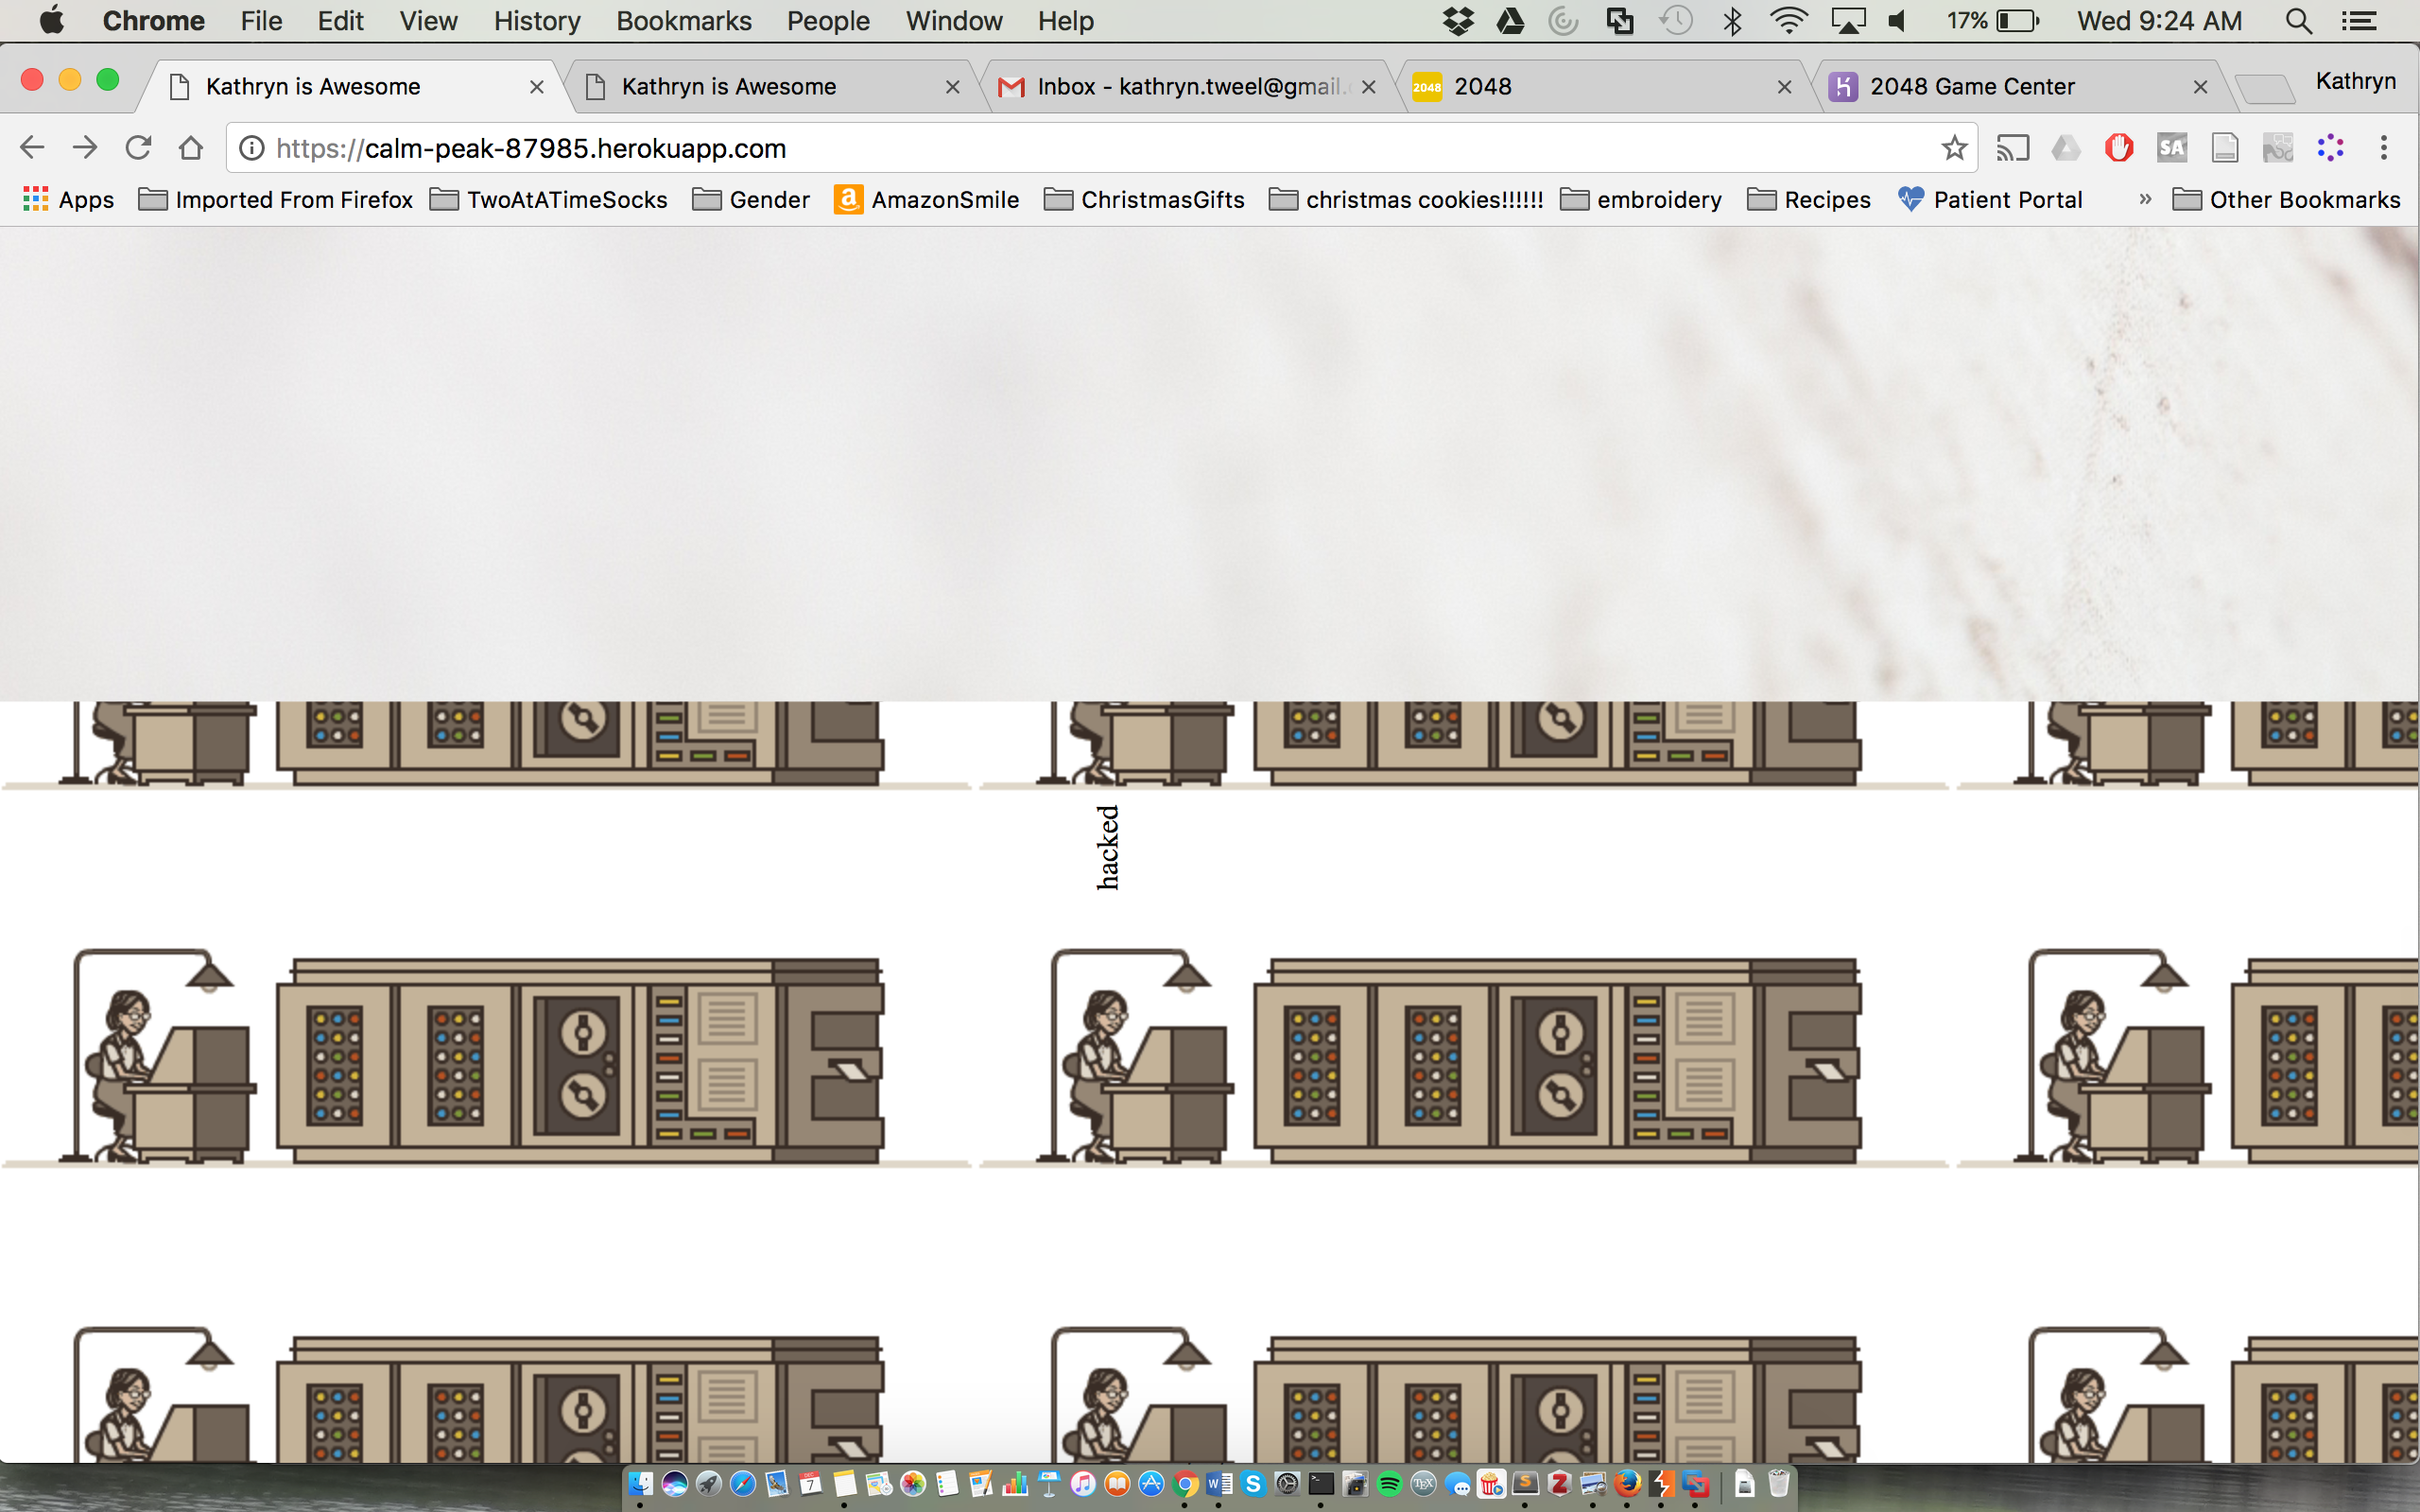 Chrome File Edit View History Bookmarks People Window Help 17% Wed 9:24 AM
Kathryn is Awesome Kathryn is Awesome Inbox - kathryn.tweel@gmail. 2048 2048 2048 Game Center Kathryn
https://calm-peak-87985.herokuapp.com SA
Apps Imported From Firefox TwoAtATimeSocks Gender a AmazonSmile ChristmasGifts christmas cookies!!!!!! embroidery Recipes Patient Portal » Other Bookmarks
hacked